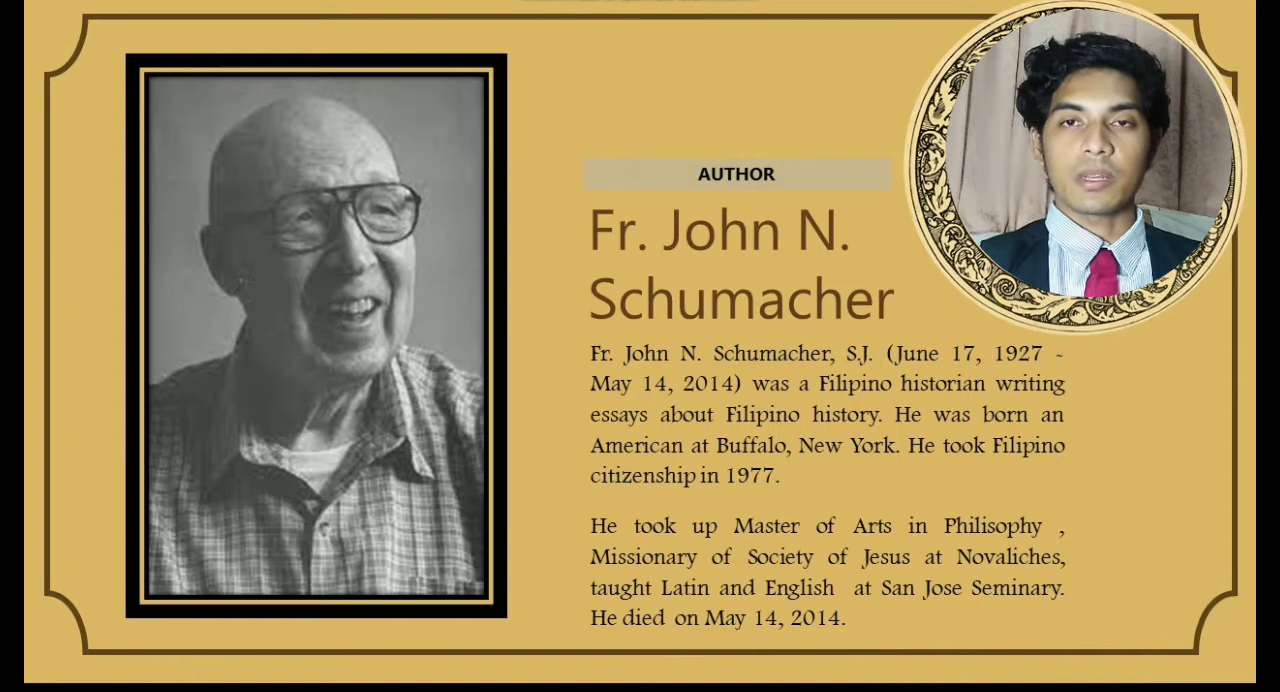 AUTHOR
Fr. John N.
Schumacher
Fr. John N. Schumacher, S.J. (June 17, 1927 -
May 14, 2014) was a Filipino historian writing
essays about Filipino history. He was born an
American at Buffalo, New York. He took Filipino
citizenship in 1977.
He took up Master of Arts in Philisophy ,
Missionary of Society of Jesus at Novaliches,
taught Latin and English at San Jose Seminary.
He died on May 14, 2014.